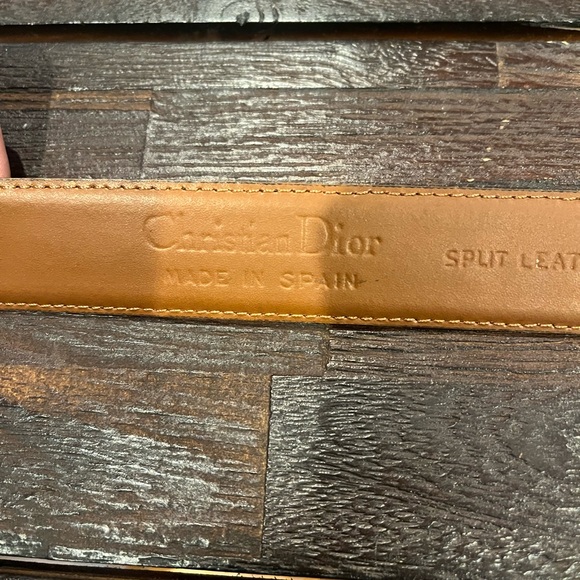 Christian Dior
MADE IN SPAIN
SPLIT LEAT